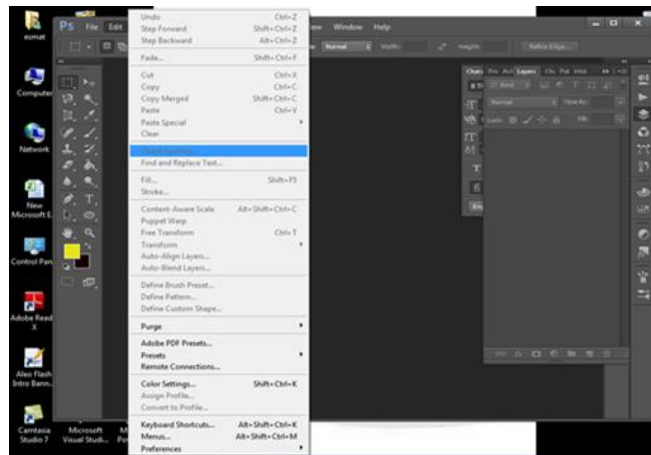 Ps File Edit
Window Help
Normal
Width:
Height:
Refine Edge...
Undo Ctrl+Z
Step Forward Shift+Ctrl+Z
Step Backward Alt+Ctrl+Z
Fade... Shift+Ctrl+F
Cut Ctrl+X
Copy Ctrl+C
Copy Merged Shift+Ctrl+C
Paste Ctrl+V
Paste Special
Clear
Check Spelling...
Find and Replace Text...
Fill... Shift+F5
Stroke...
Content-Aware Scale Alt+Shift+Ctrl+C
Puppet Warp
Free Transform Ctrl+T
Transform
Auto-Align Layers...
Auto-Blend Layers...
Define Brush Preset...
Define Pattern...
Define Custom Shape...
Purge
Adobe PDF Presets...
Presets
Remote Connections...
Color Settings... Shift+Ctrl+K
Assign Profile...
Convert to Profile...
Keyboard Shortcuts... Alt+Shift+Ctrl+K
Menus... Alt+Shift+Ctrl+M
Preferences
esmat
Computer
Network
New
Microsoft E
Control Pan
Adobe Read
X
Aleo Flash
Intro Bann
Camtasia
Studio 7
Microsoft
Visual Studi...
Layers
Kind
Normal
Opacity:
Lock:
Fill: